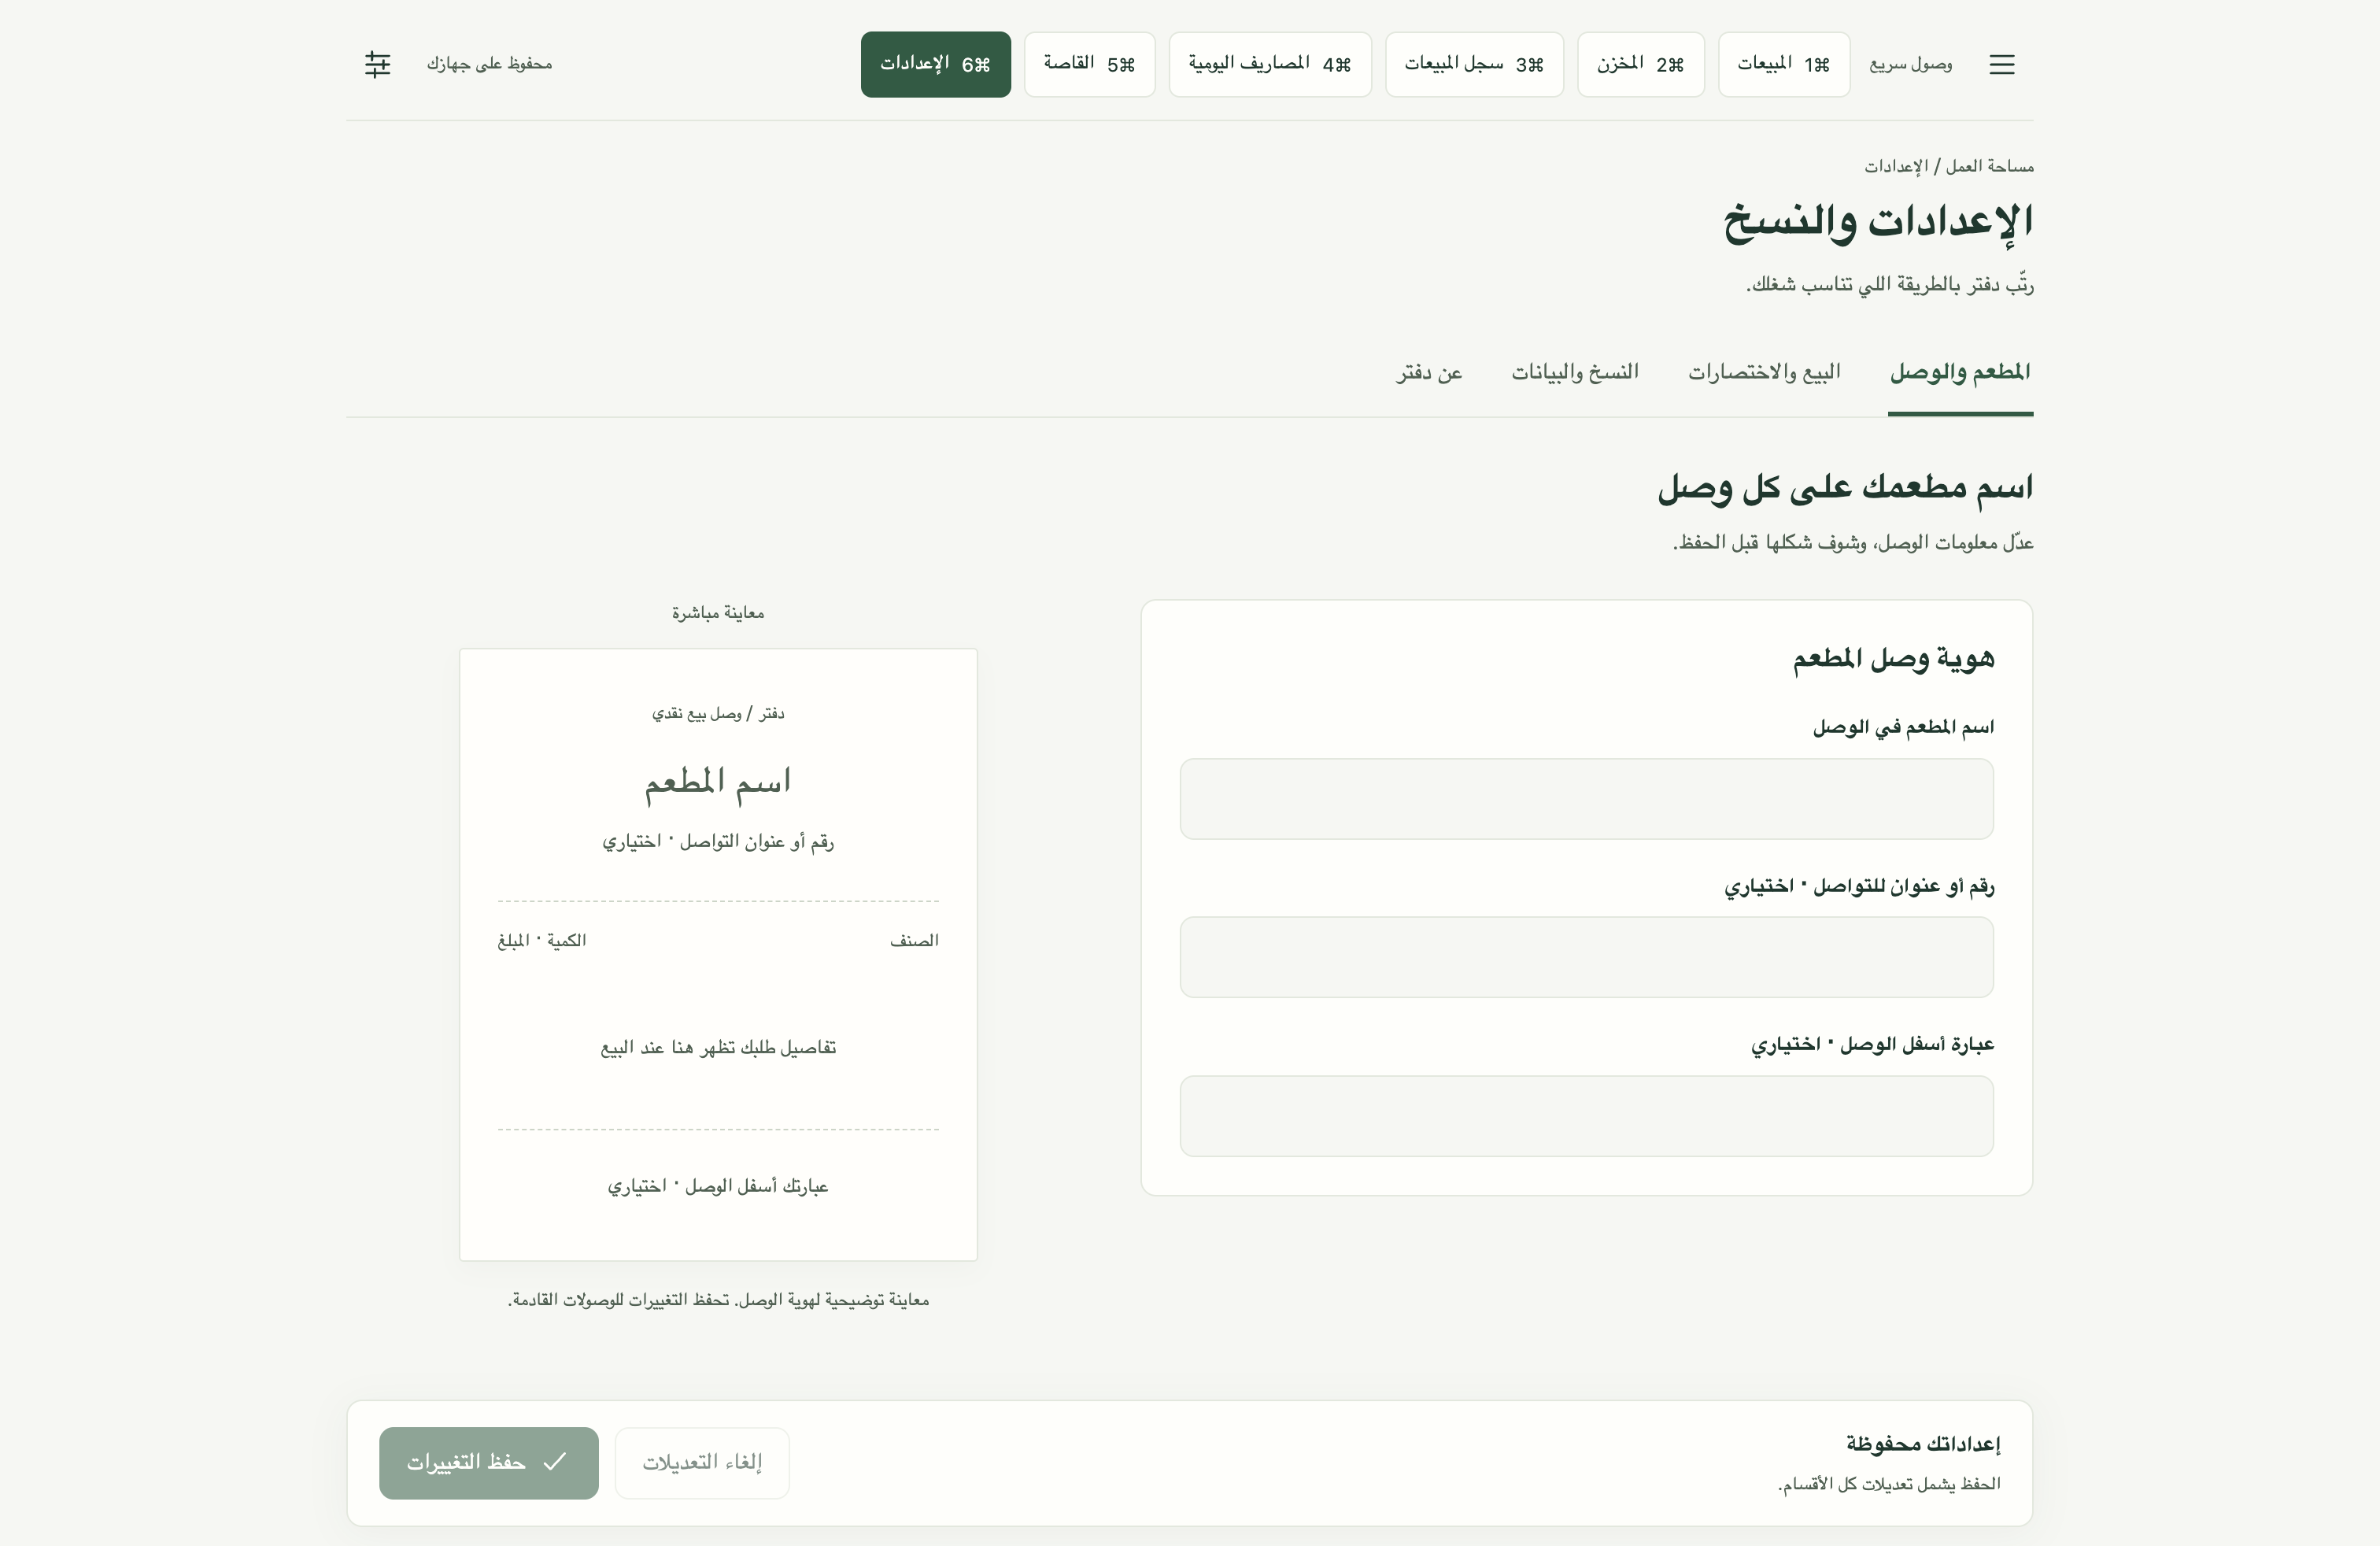 وصول سريع
⌘1 المبيعات
⌘2 المخزن
⌘3 سجل المبيعات
⌘4 المصاريف اليومية
⌘5 القاصة
⌘6 الإعدادات
محفوظ على جهازك
مساحة العمل / الإعدادات
الإعدادات والنسخ
رتّب دفتر بالطريقة اللي تناسب شغلك.
المطعم والوصل
البيع والاختصارات
النسخ والبيانات
عن دفتر
اسم مطعمك على كل وصل
عدّل معلومات الوصل، وشوف شكلها قبل الحفظ.
هوية وصل المطعم
اسم المطعم في الوصل
رقم أو عنوان للتواصل · اختياري
عبارة أسفل الوصل · اختياري
معاينة مباشرة
دفتر / وصل بيع نقدي
اسم المطعم
رقم أو عنوان التواصل · اختياري
الصنف
الكمية · المبلغ
تفاصيل طلبك تظهر هنا عند البيع
عبارتك أسفل الوصل · اختياري
معاينة توضيحية لهوية الوصل. تحفظ التغييرات للوصولات القادمة.
إعداداتك محفوظة
الحفظ يشمل تعديلات كل الأقسام.
إلغاء التعديلات
حفظ التغييرات